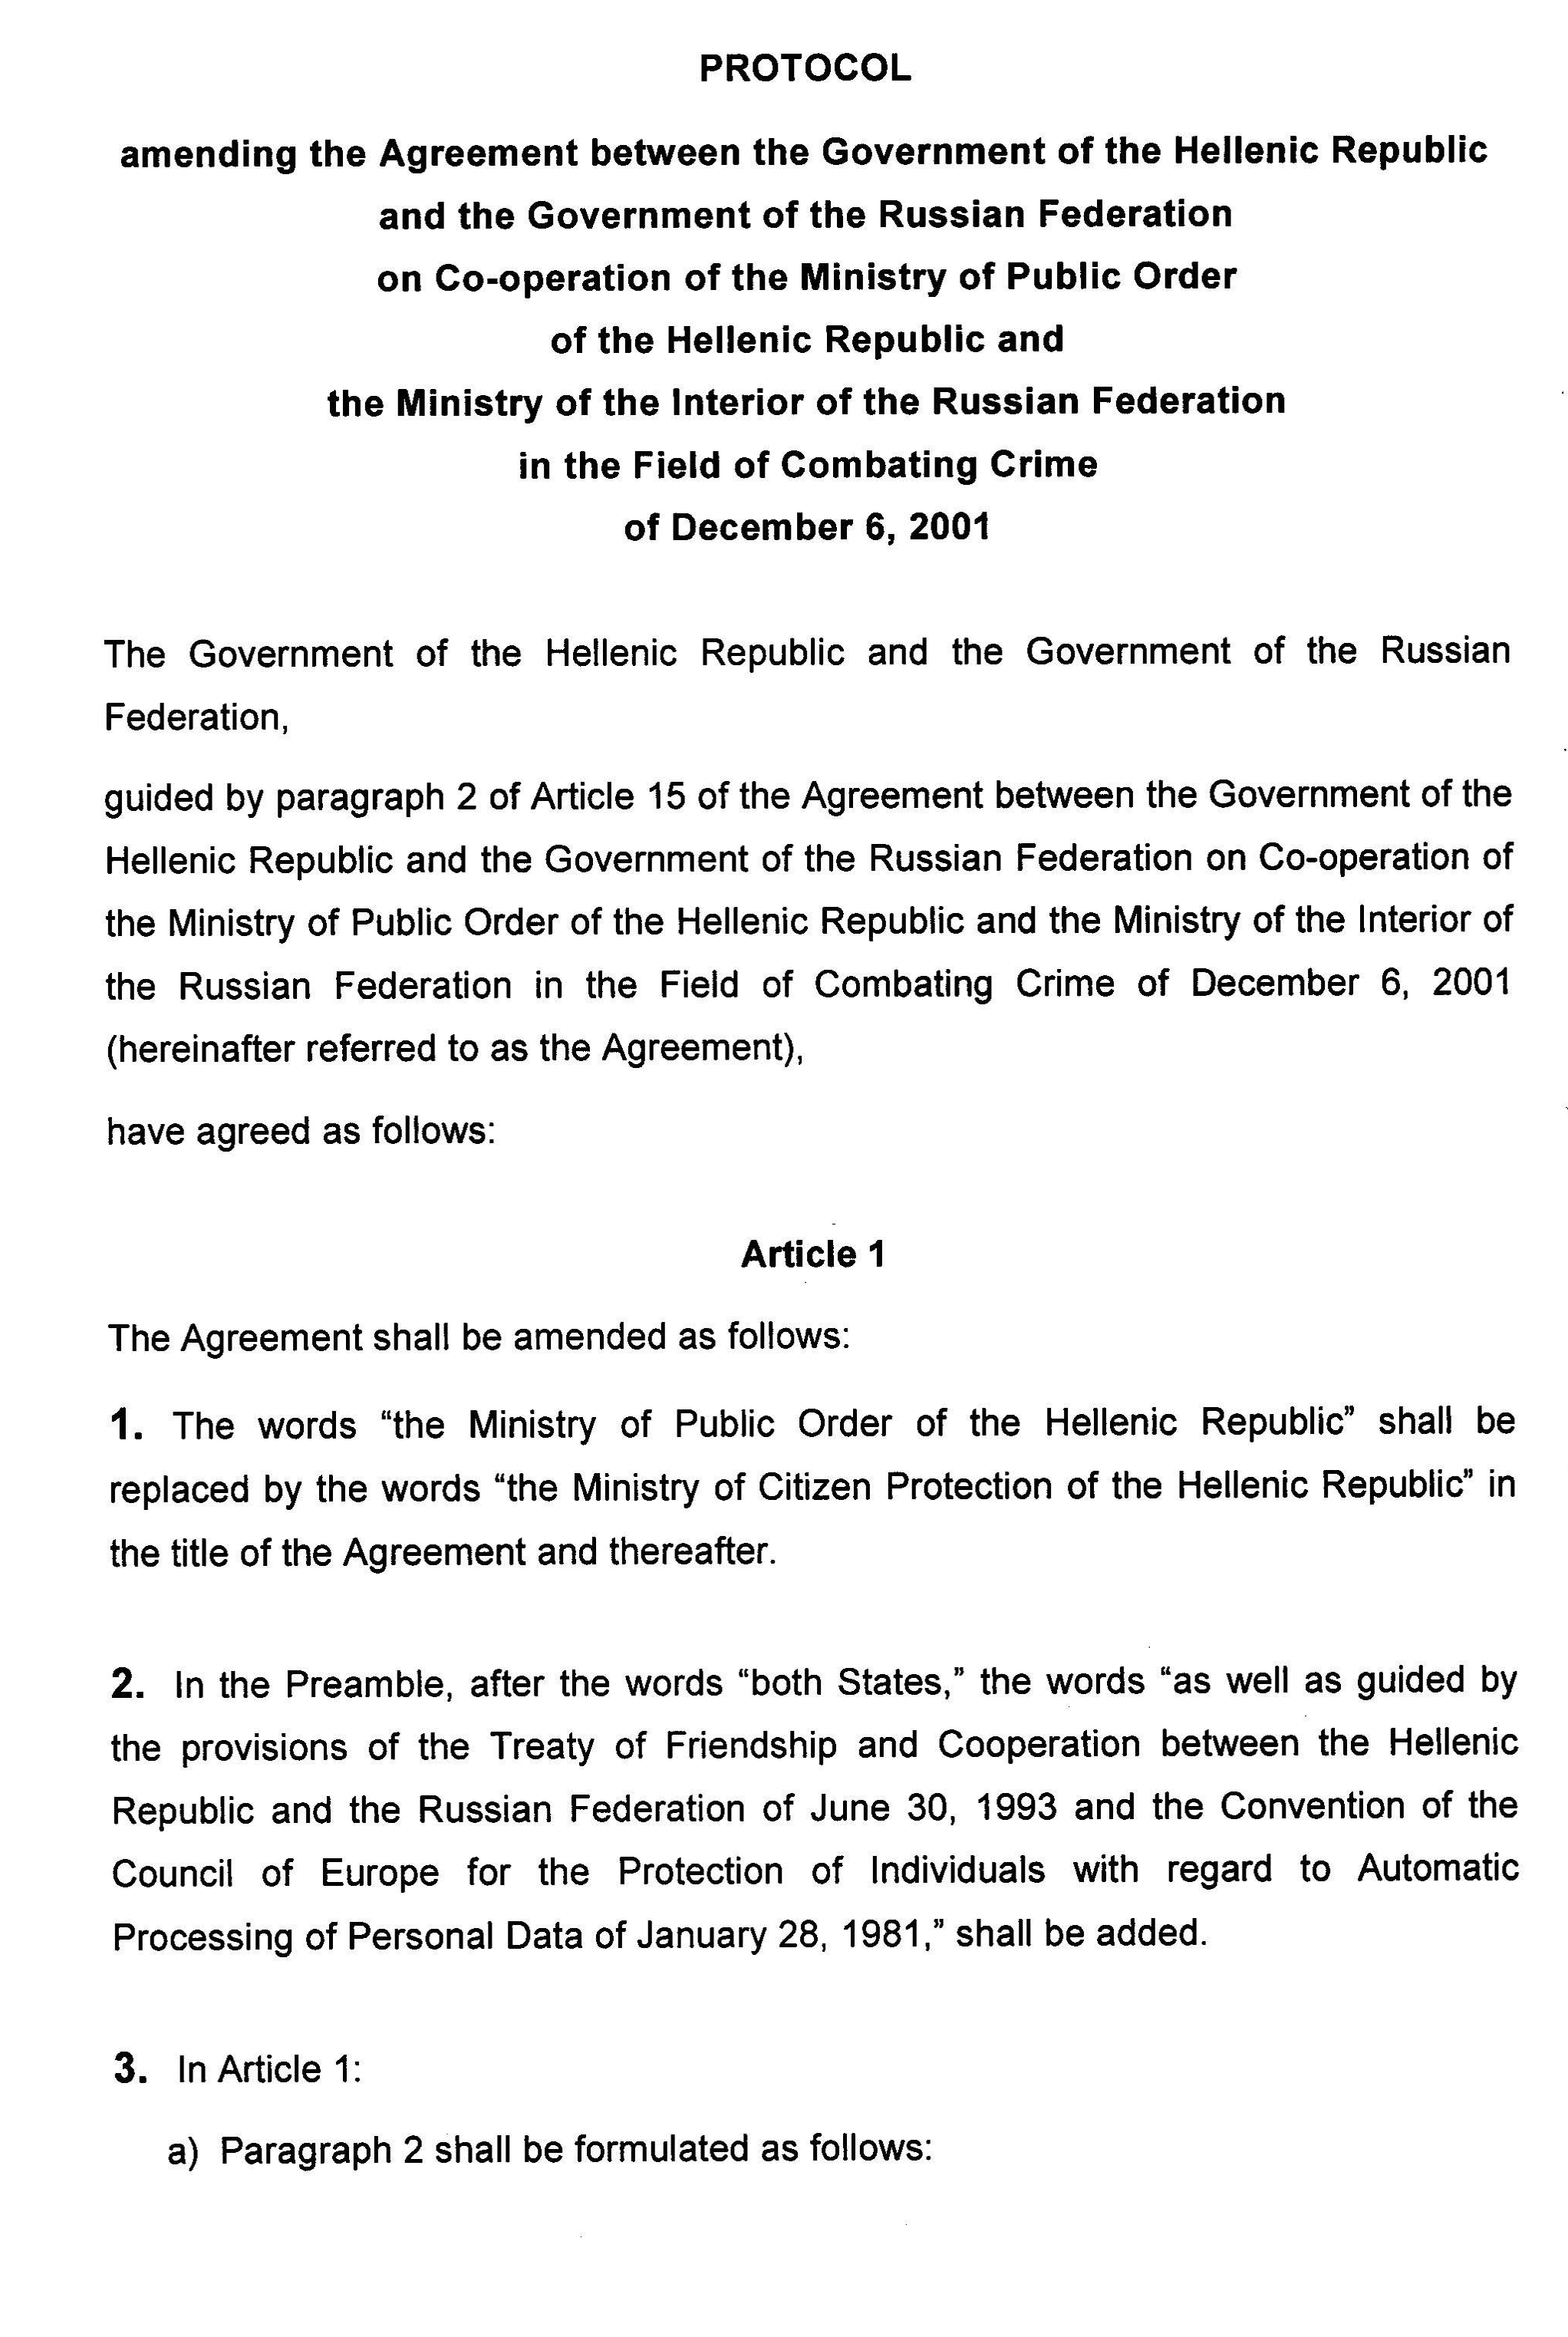 PROTOCOL
amending the Agreement between the Government of the Hellenic Republic
and the Government of the Russian Federation
on Co-operation of the Ministry of Public Order
of the Hellenic Republic and
the Ministry of the Interior of the Russian Federation
in the Field of Combating Crime
of December 6, 2001
The Government of the Hellenic Republic and the Government of the Russian
Federation,
guided by paragraph 2 of Article 15 of the Agreement between the Government of the
Hellenic Republic and the Government of the Russian Federation on Co-operation of
the Ministry of Public Order of the Hellenic Republic and the Ministry of the Interior of
the Russian Federation in the Field of Combating Crime of December 6, 2001
(hereinafter referred to as the Agreement),
have agreed as follows:
Article 1
The Agreement shall be amended as follows:
1. The words “the Ministry of Public Order of the Hellenic Republic” shall be
replaced by the words “the Ministry of Citizen Protection of the Hellenic Republic” in
the title of the Agreement and thereafter.
2. In the Preamble, after the words “both States,” the words “as well as guided by
the provisions of the Treaty of Friendship and Cooperation between the Hellenic
Republic and the Russian Federation of June 30, 1993 and the Convention of the
Council of Europe for the Protection of Individuals with regard to Automatic
Processing of Personal Data of January 28, 1981,” shall be added.
3. In Article 1:
a) Paragraph 2 shall be formulated as follows: